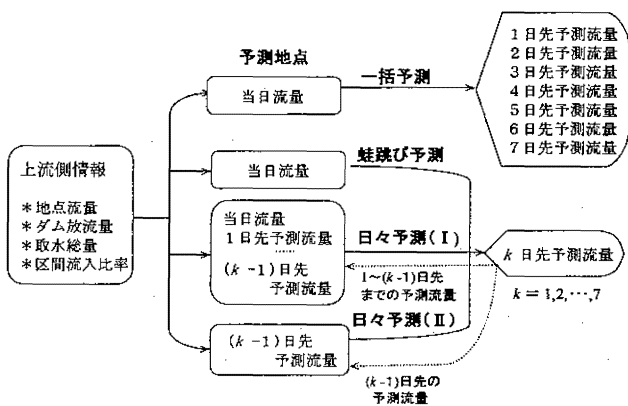 予測地点
一括予測
当日流量
1日先予測流量
2日先予測流量
3日先予測流量
4日先予測流量
5日先予測流量
6日先予測流量
7日先予測流量
上流側情報
*地点流量
*ダム放流量
*取水総量
*区間流入比率
蛙跳び予測
当日流量
当日流量
1日先予測流量
……
(k-1)日先
予測流量
日々予測(I)
1~(k-1)日先
までの予測流量
k 日先予測流量
k = 1,2,…,7
日々予測(II)
(k-1)日先
予測流量
(k-1)日先の
予測流量